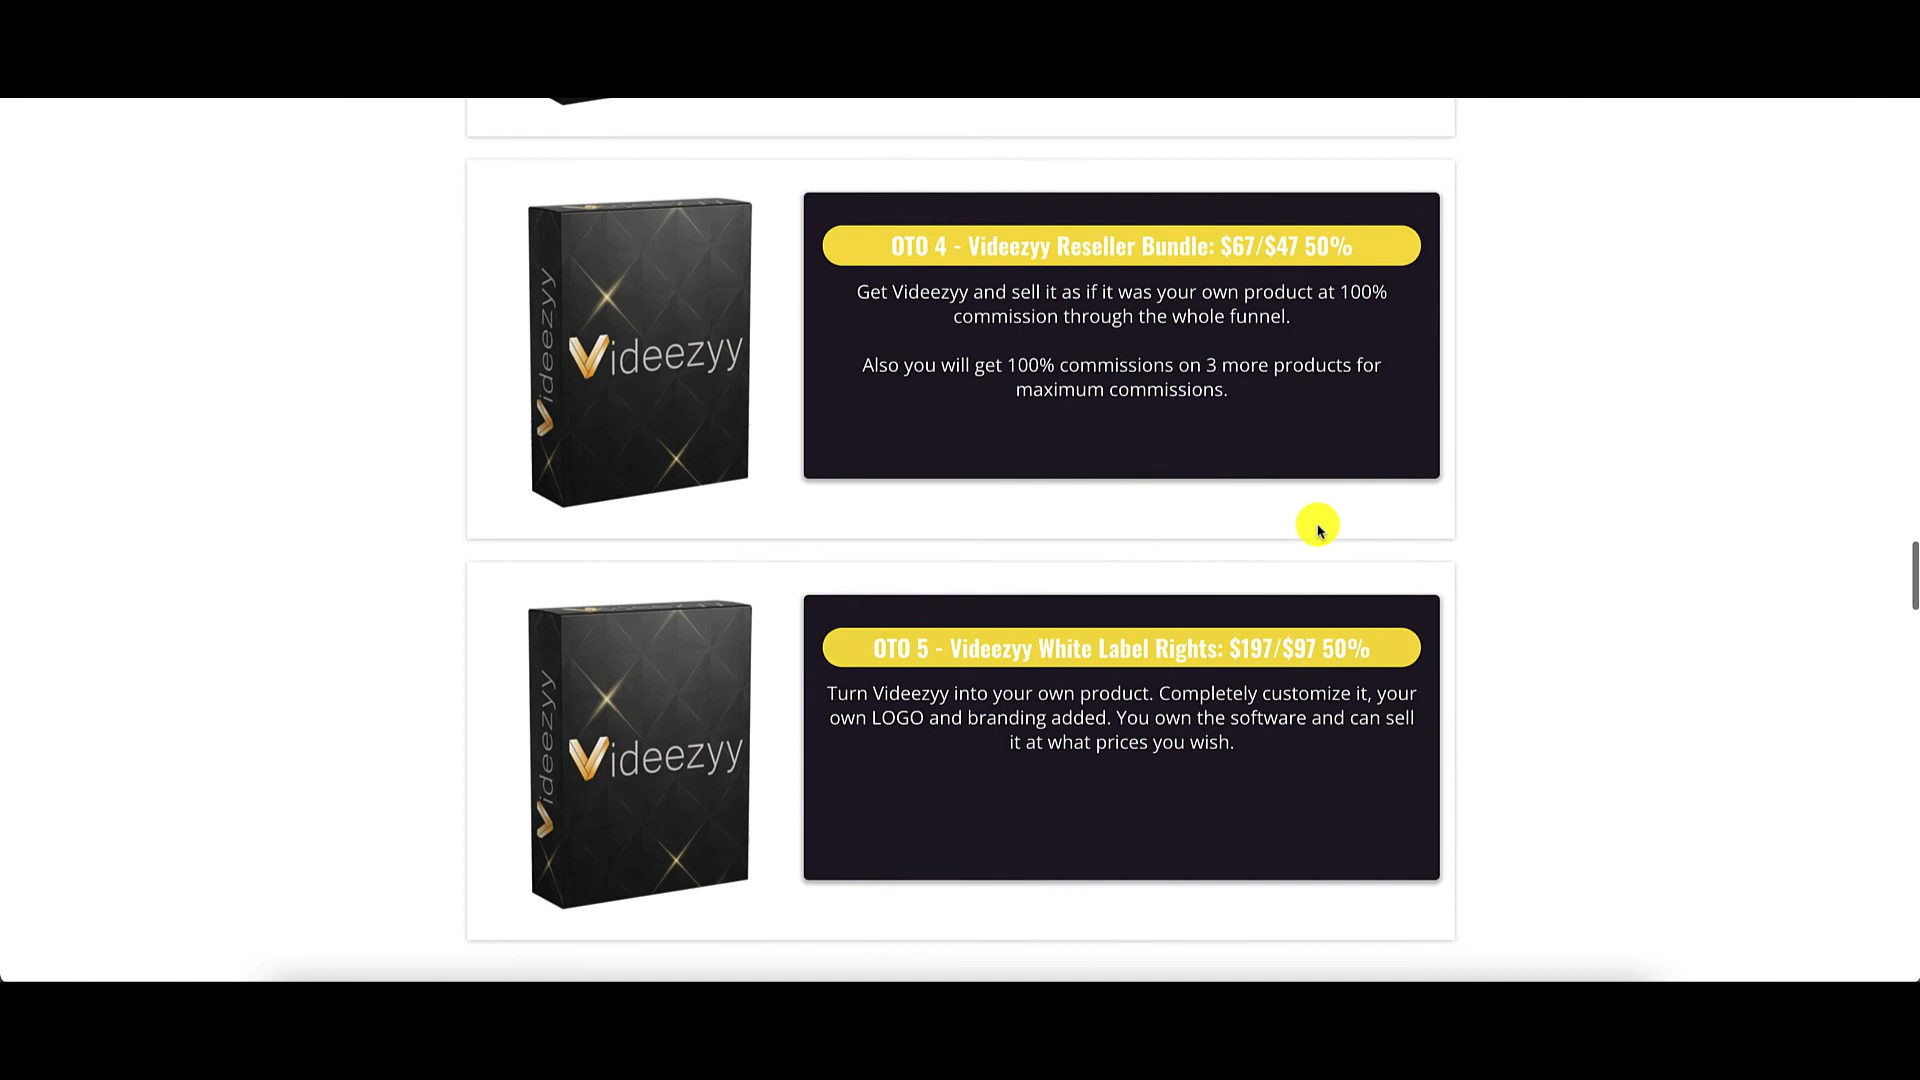 OTO 4 - Videezyy Reseller Bundle: $67/$47 50%
Get Videezyy and sell it as if it was your own product at 100%
commission through the whole funnel.
Also you will get 100% commissions on 3 more products for
maximum commissions.
Videezyy
Videezyy
OTO 5 - Videezyy White Label Rights: $197/$97 50%
Turn Videezyy into your own product. Completely customize it, your
own LOGO and branding added. You own the software and can sell
it at what prices you wish.
Videezyy
Videezyy